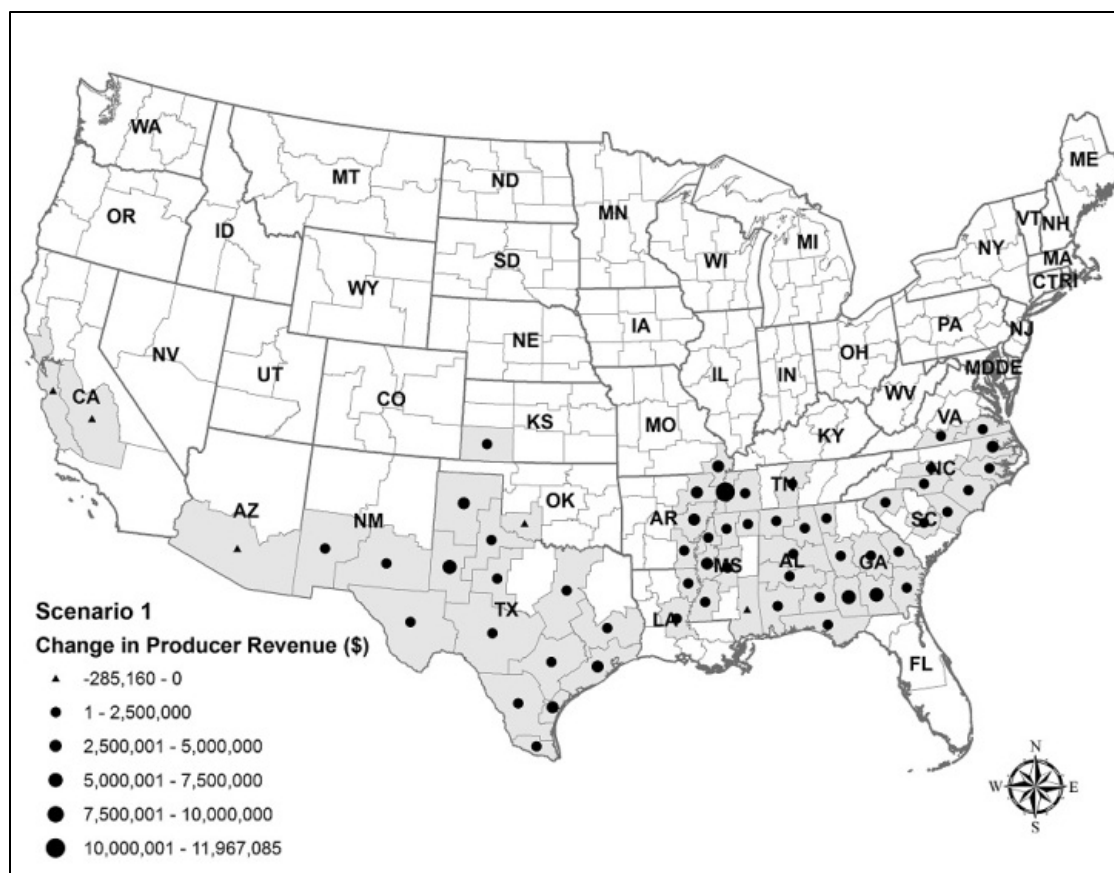 WA
ME
MT
ND
OR
MN
VT
NH
ID
MI
NY
SD
WI
MA
WY
CT
RI
IA
PA
NE
NJ
NV
OH
UT
IL
IN
MD
DE
CO
WV
CA
VA
KS
MO
KY
NC
TN
AZ
OK
NM
AR
SC
MS
AL
GA
TX
LA
FL
Scenario 1
Change in Producer Revenue ($)
-285,160 - 0
1 - 2,500,000
2,500,001 - 5,000,000
5,000,001 - 7,500,000
7,500,001 - 10,000,000
10,000,001 - 11,967,085
N
W
E
S